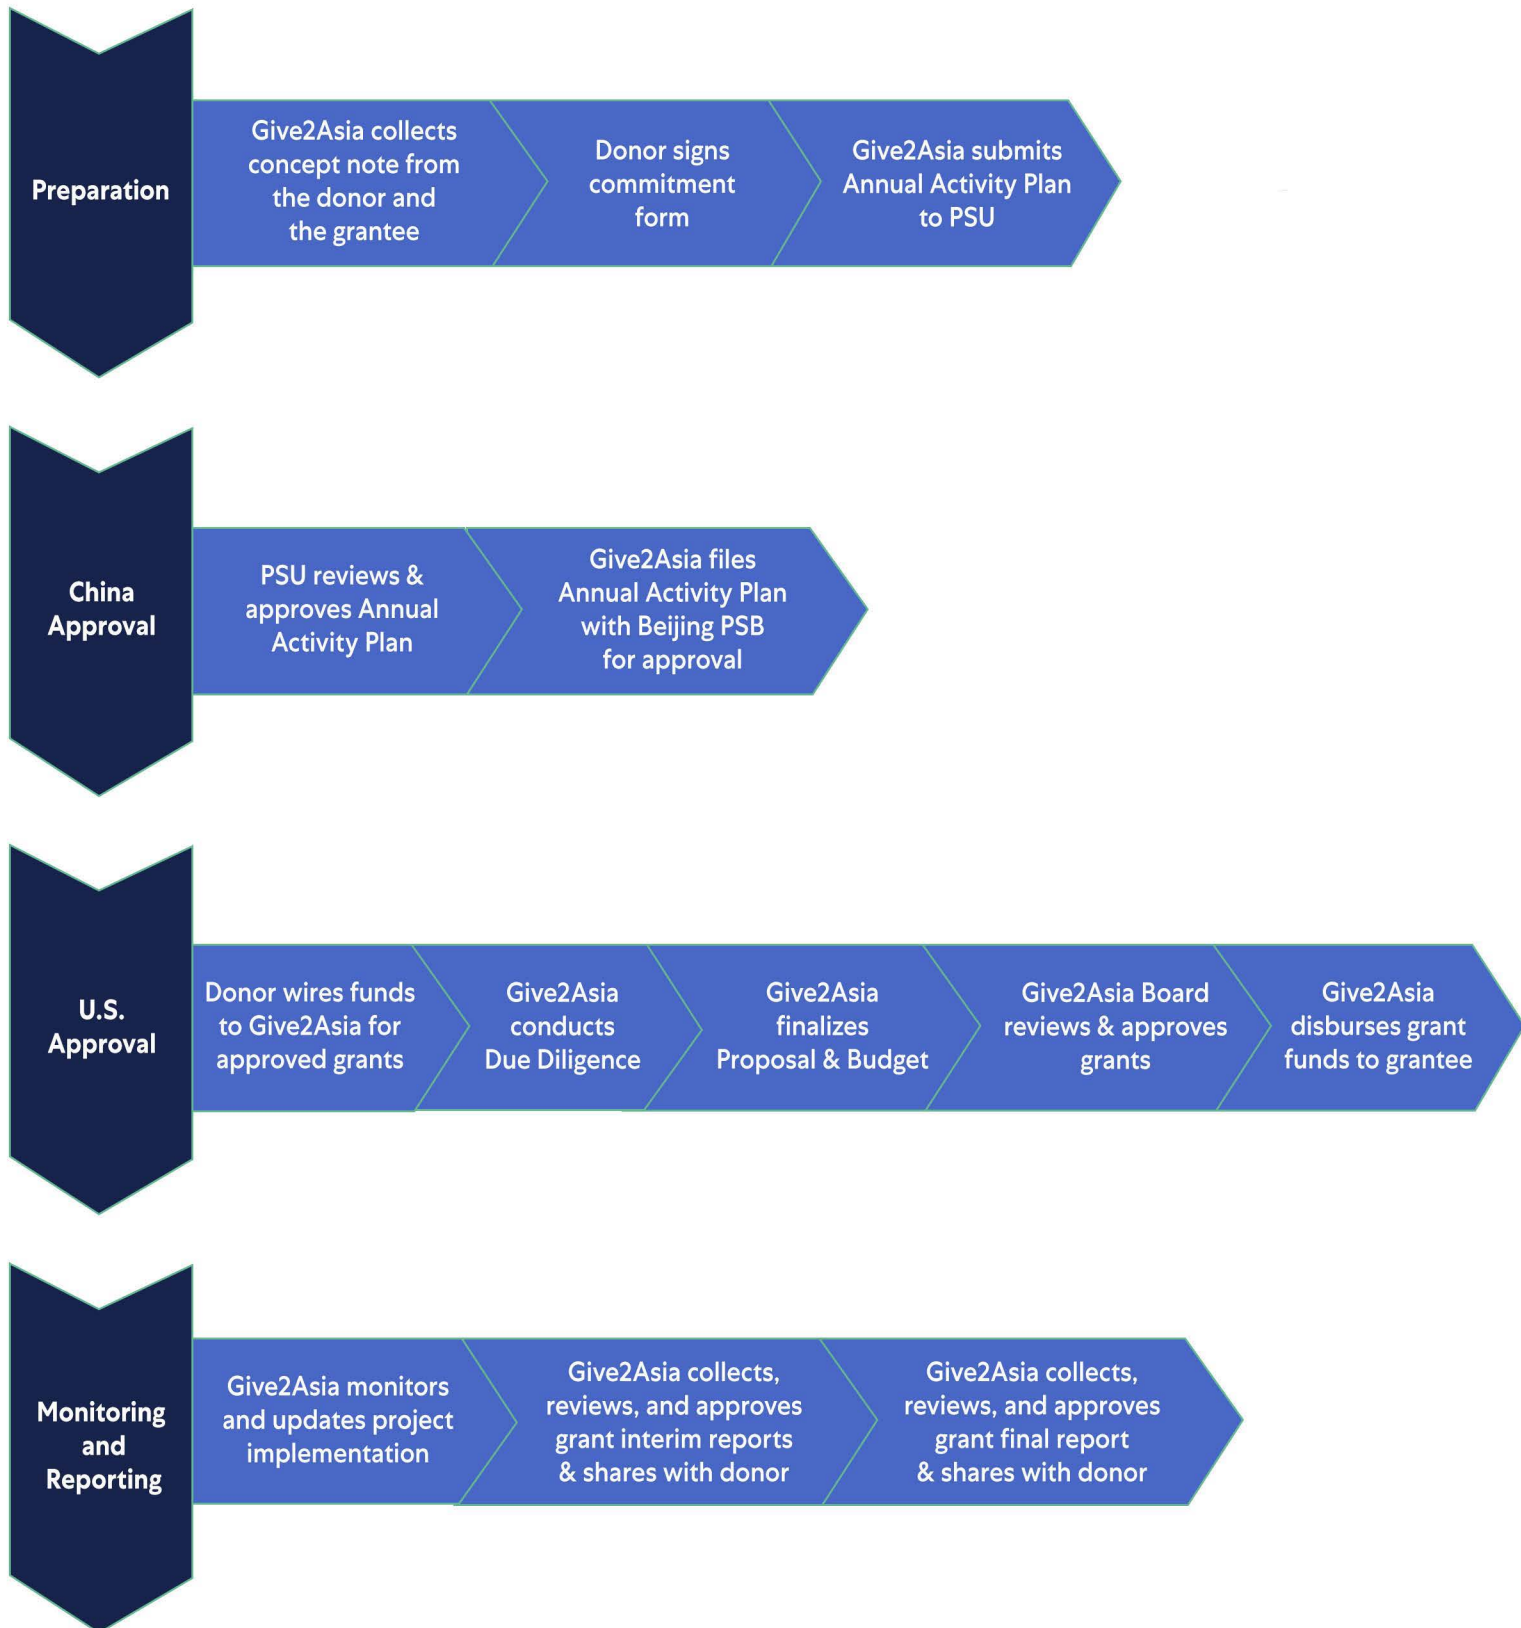 Preparation
Give2Asia collects
concept note from
the donor and
the grantee
Donor signs
commitment
form
Give2Asia submits
Annual Activity Plan
to PSU
China
Approval
PSU reviews &
approves Annual
Activity Plan
Give2Asia files
Annual Activity Plan
with Beijing PSB
for approval
U.S.
Approval
Donor wires funds
to Give2Asia for
approved grants
Give2Asia
conducts
Due Diligence
Give2Asia
finalizes
Proposal & Budget
Give2Asia Board
reviews & approves
grants
Give2Asia
disburses grant
funds to grantee
Monitoring
and
Reporting
Give2Asia monitors
and updates project
implementation
Give2Asia collects,
reviews, and approves
grant interim reports
& shares with donor
Give2Asia collects,
reviews, and approves
grant final report
& shares with donor